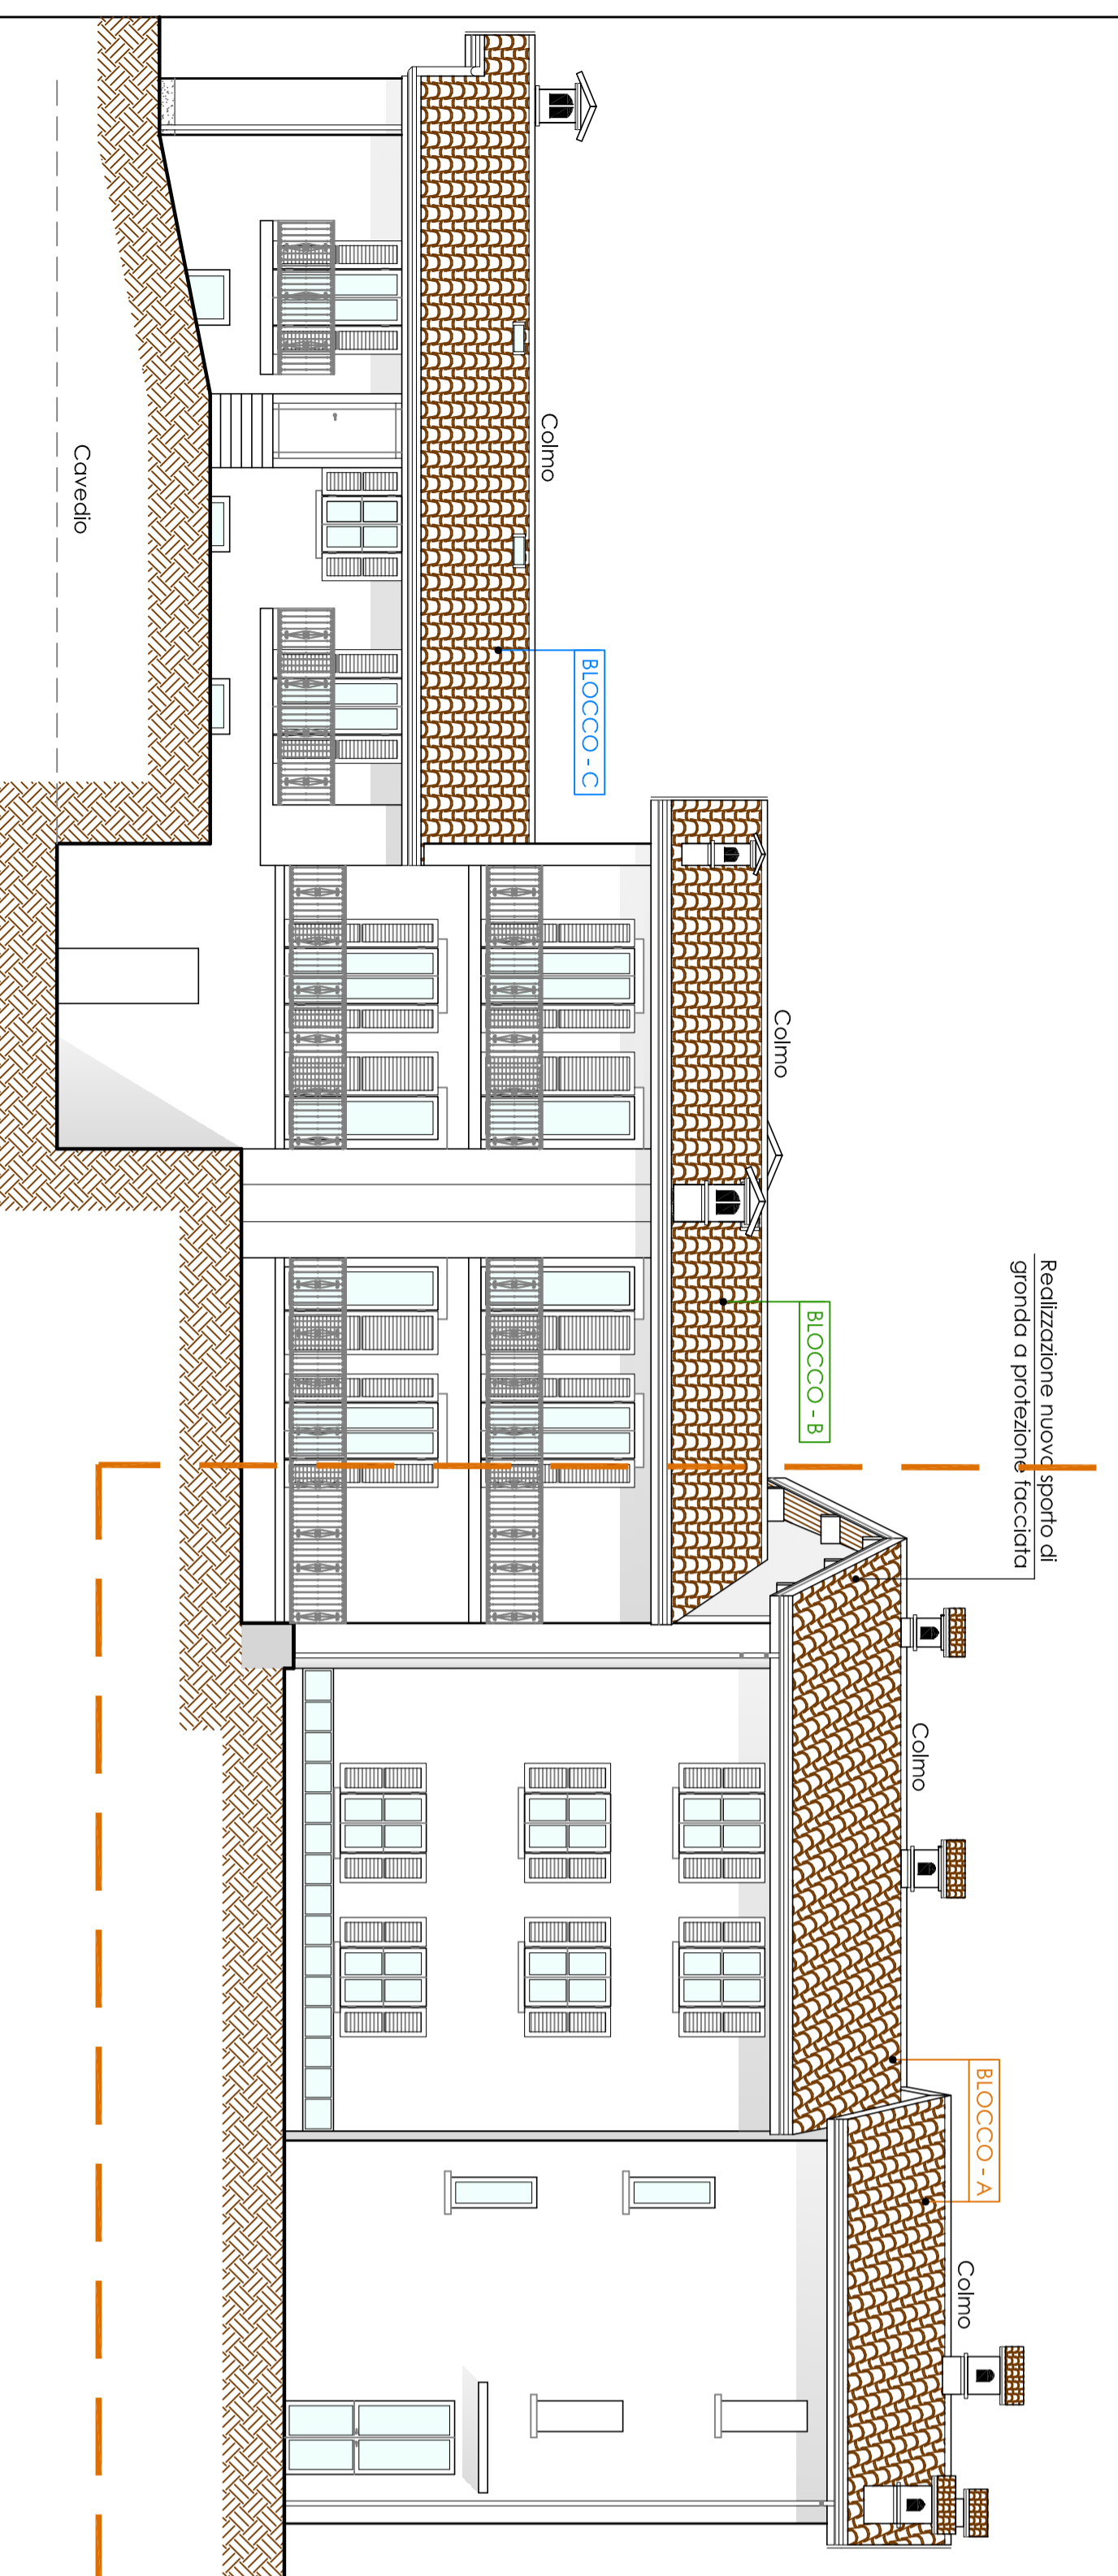 Realizzazione nuovo sporto di
gronda a protezione facciata
BLOCCO - A
Colmo
Colmo
BLOCCO - B
Colmo
BLOCCO - C
Colmo
Cavedio